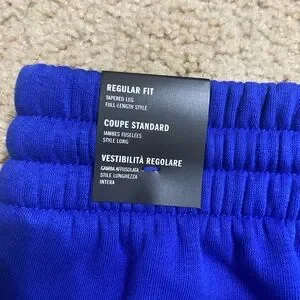 REGULAR FIT
TAPERED LEG
FULL-LENGTH STYLE
COUPE STANDARD
JAMBES FUSELÉES
STYLE LONG
VESTIBILITÀ REGOLARE
GAMBA AFFUSOLATA
STILE LUNGHEZZA
INTERA